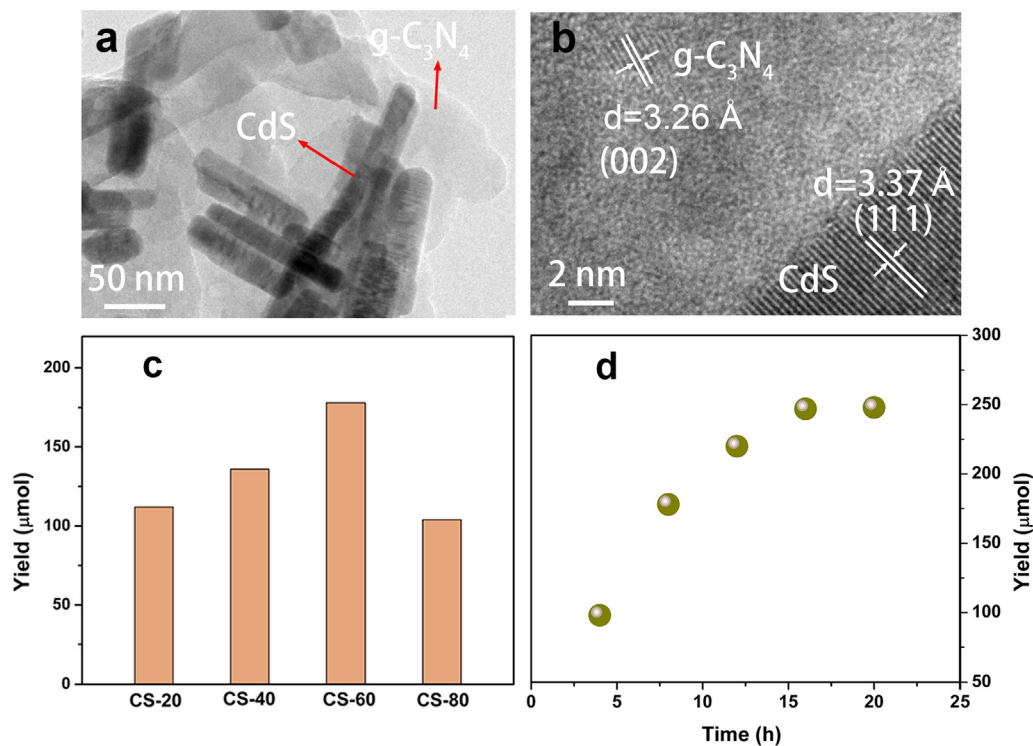 a
g-C₃N₄
CdS
50 nm
b
g-C₃N₄
d=3.26 Å
(002)
d=3.37 Å
(111)
CdS
2 nm
c
Yield (μmol)
200
150
100
50
0
CS-20 CS-40 CS-60 CS-80
d
300
250
200
150
100
50
Yield (μmol)
0 5 10 15 20 25
Time (h)